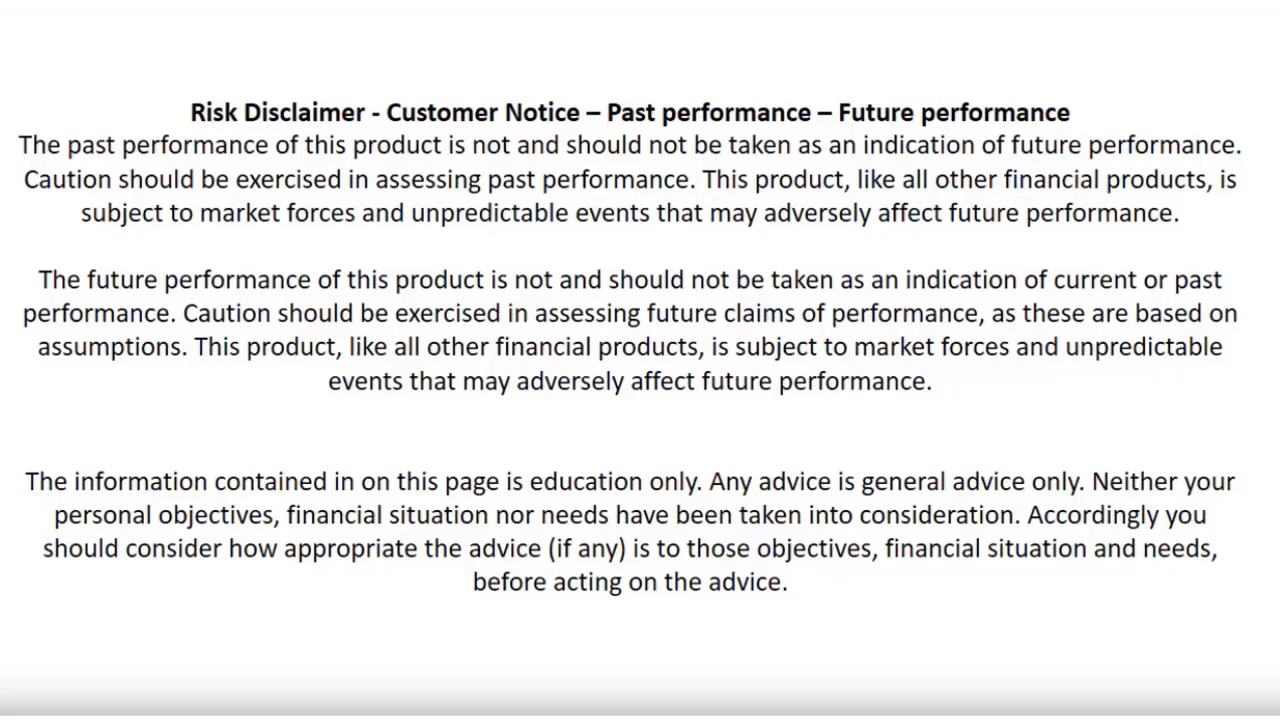 Risk Disclaimer - Customer Notice – Past performance – Future performance
The past performance of this product is not and should not be taken as an indication of future performance.
Caution should be exercised in assessing past performance. This product, like all other financial products, is
subject to market forces and unpredictable events that may adversely affect future performance.
The future performance of this product is not and should not be taken as an indication of current or past
performance. Caution should be exercised in assessing future claims of performance, as these are based on
assumptions. This product, like all other financial products, is subject to market forces and unpredictable
events that may adversely affect future performance.
The information contained in on this page is education only. Any advice is general advice only. Neither your
personal objectives, financial situation nor needs have been taken into consideration. Accordingly you
should consider how appropriate the advice (if any) is to those objectives, financial situation and needs,
before acting on the advice.